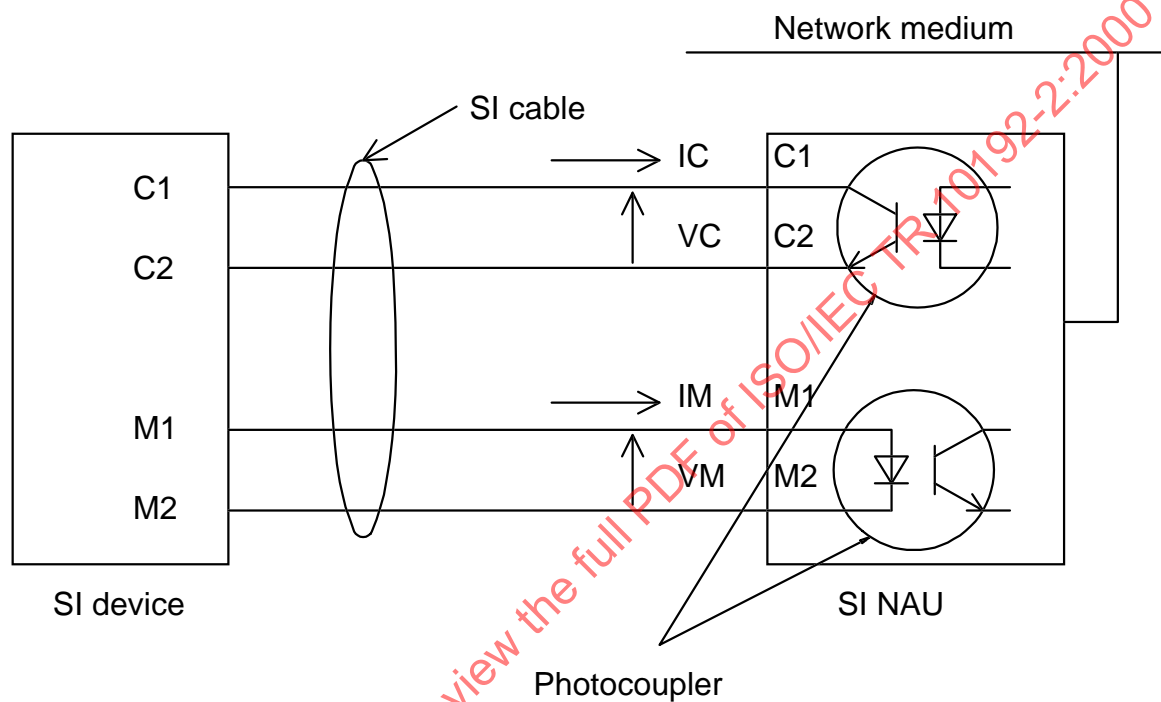 Network medium
SI cable
IC
C1
C1
VC
C2
C2
IM
M1
M1
VM
M2
M2
SI device
SI NAU
Photocoupler
view the full PDF of ISO/IEC TR 10192-2:2000